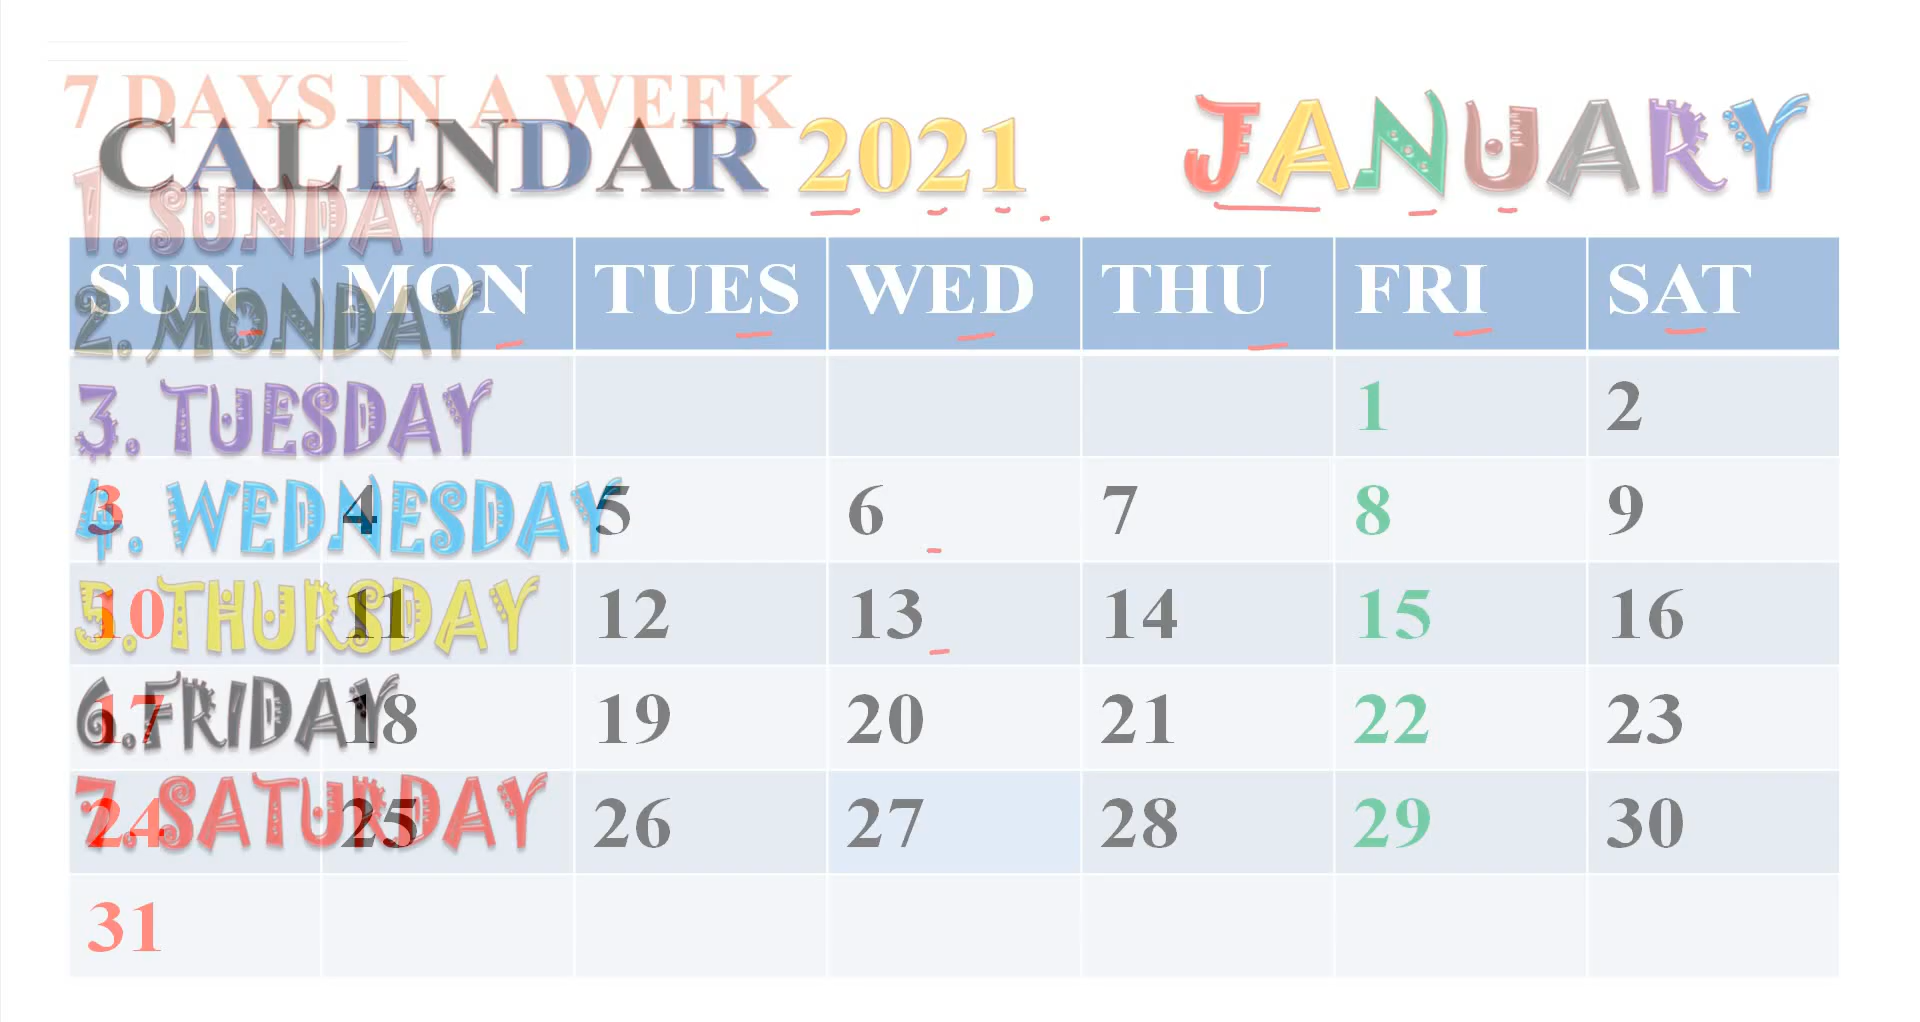 7 DAYS IN A WEEK
CALENDAR 2021 JANUARY
1. SUNDAY
SUN MON TUES WED THU FRI SAT
2. MONDAY
1 2
3. TUESDAY
3 4 5 6 7 8 9
4. WEDNESDAY
10 11 12 13 14 15 16
5. THURSDAY
17 18 19 20 21 22 23
6. FRIDAY
24 25 26 27 28 29 30
7. SATURDAY
31